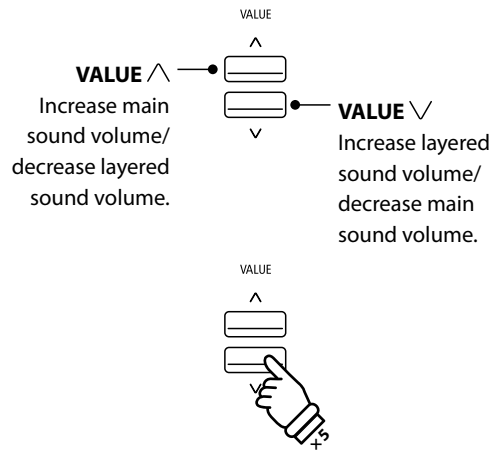 VALUE
VALUE ∧
Increase main
sound volume/
decrease layered
sound volume.
VALUE ∨
Increase layered
sound volume/
decrease main
sound volume.
VALUE
×5